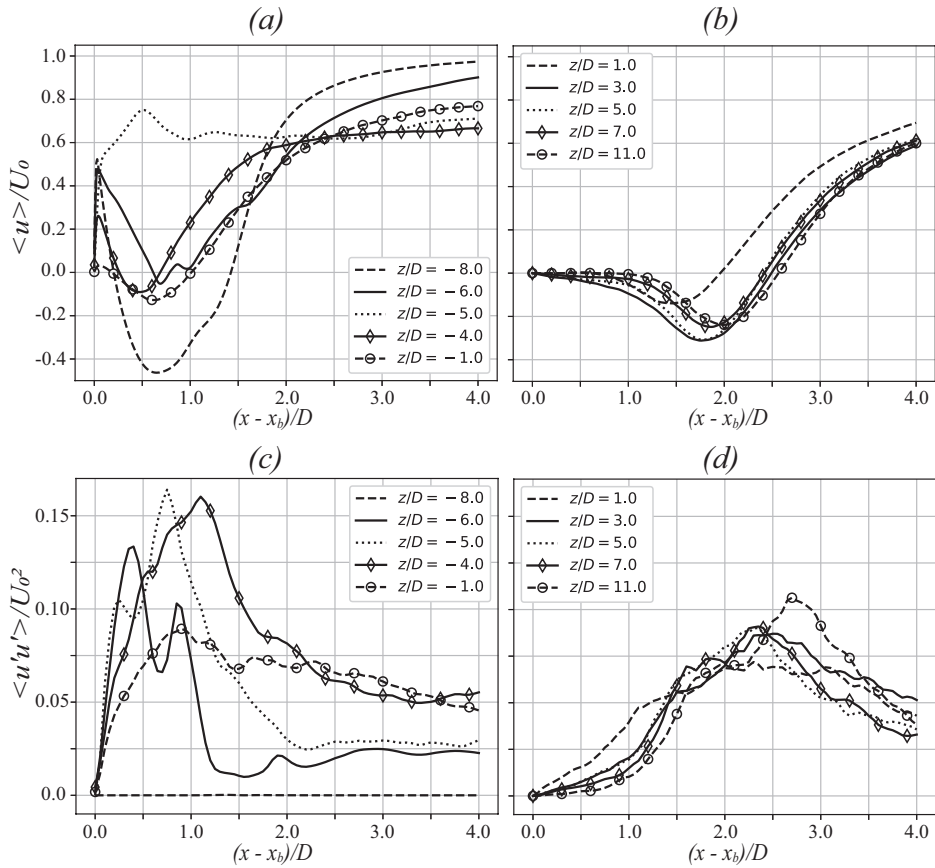 (a)
(b)
<u>/U₀
1.0
0.8
0.6
0.4
0.2
0.0
-0.2
-0.4
z/D = −8.0
z/D = −6.0
z/D = −5.0
z/D = −4.0
z/D = −1.0
0.0
1.0
2.0
3.0
4.0
(x - x_b)/D
z/D = 1.0
z/D = 3.0
z/D = 5.0
z/D = 7.0
z/D = 11.0
0.0
1.0
2.0
3.0
4.0
(x - x_b)/D
(c)
(d)
<u'u'>/U₀²
0.15
0.10
0.05
0.0
z/D = −8.0
z/D = −6.0
z/D = −5.0
z/D = −4.0
z/D = −1.0
0.0
1.0
2.0
3.0
4.0
(x - x_b)/D
z/D = 1.0
z/D = 3.0
z/D = 5.0
z/D = 7.0
z/D = 11.0
0.0
1.0
2.0
3.0
4.0
(x - x_b)/D